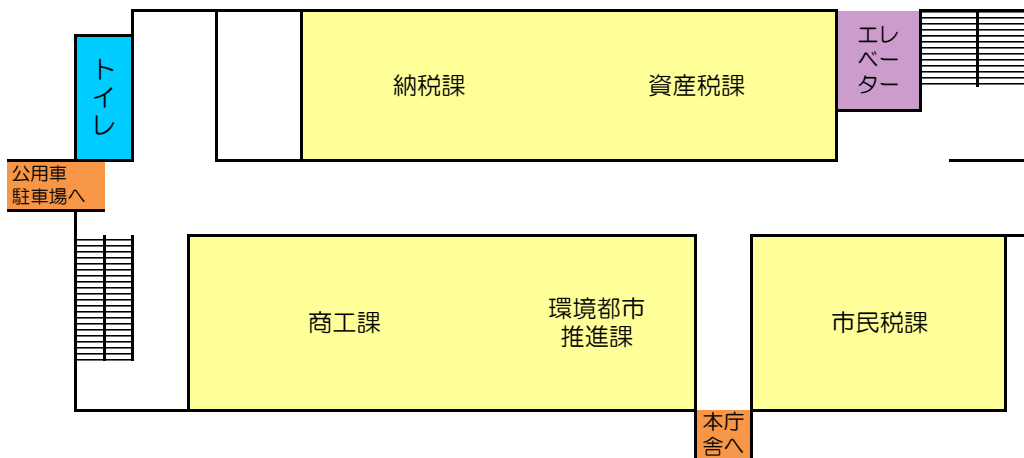 トイレ
納税課
資産税課
エレ
ベー
ター
公用車
駐車場へ
商工課
環境都市
推進課
市民税課
本庁
舎へ